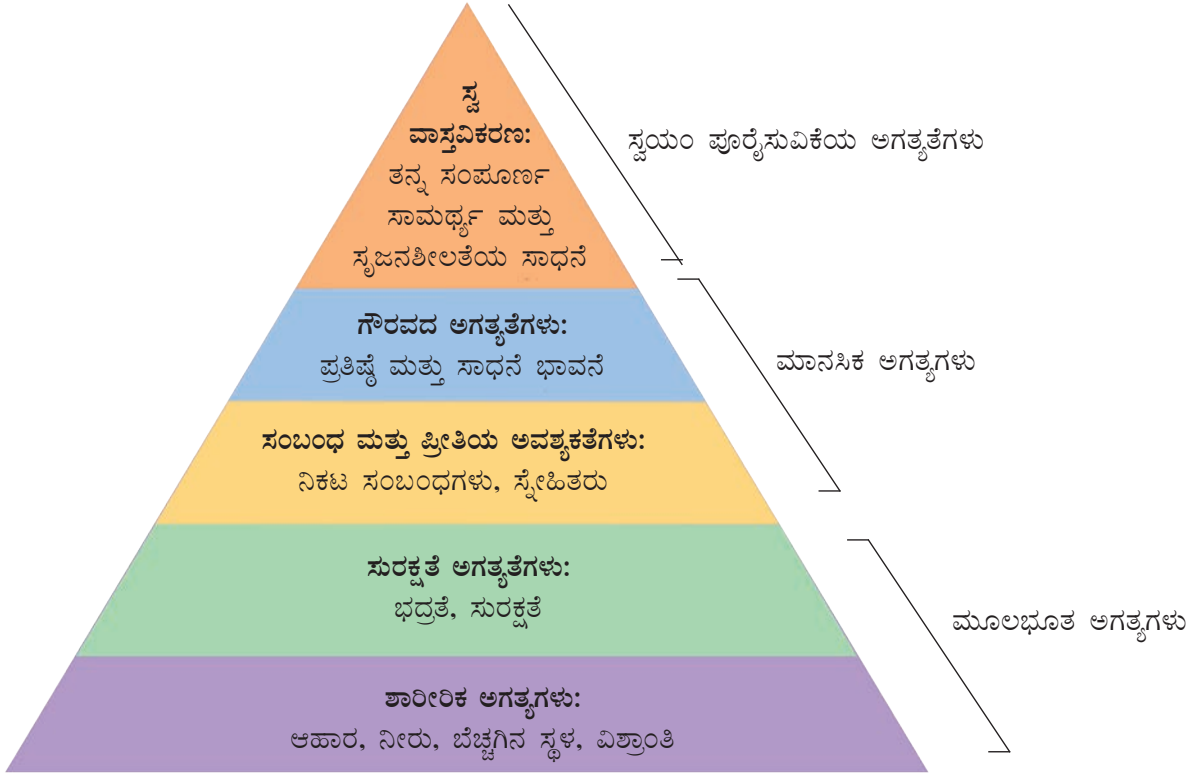 ಸ್ವ
ವಾಸ್ತವಿಕರಣ:
ತನ್ನ ಸಂಪೂರ್ಣ
ಸಾಮರ್ಥ್ಯ ಮತ್ತು
ಸೃಜನಶೀಲತೆಯ ಸಾಧನೆ
ಸ್ವಯಂ ಪೂರೈಸುವಿಕೆಯ ಅಗತ್ಯತೆಗಳು
ಗೌರವದ ಅಗತ್ಯತೆಗಳು:
ಪ್ರತಿಷ್ಠೆ ಮತ್ತು ಸಾಧನೆ ಭಾವನೆ
ಮಾನಸಿಕ ಅಗತ್ಯಗಳು
ಸಂಬಂಧ ಮತ್ತು ಪ್ರೀತಿಯ ಅವಶ್ಯಕತೆಗಳು:
ನಿಕಟ ಸಂಬಂಧಗಳು, ಸ್ನೇಹಿತರು
ಸುರಕ್ಷತೆ ಅಗತ್ಯತೆಗಳು:
ಭದ್ರತೆ, ಸುರಕ್ಷತೆ
ಮೂಲಭೂತ ಅಗತ್ಯಗಳು
ಶಾರೀರಿಕ ಅಗತ್ಯಗಳು:
ಆಹಾರ, ನೀರು, ಬೆಚ್ಚಗಿನ ಸ್ಥಳ, ವಿಶ್ರಾಂತಿ